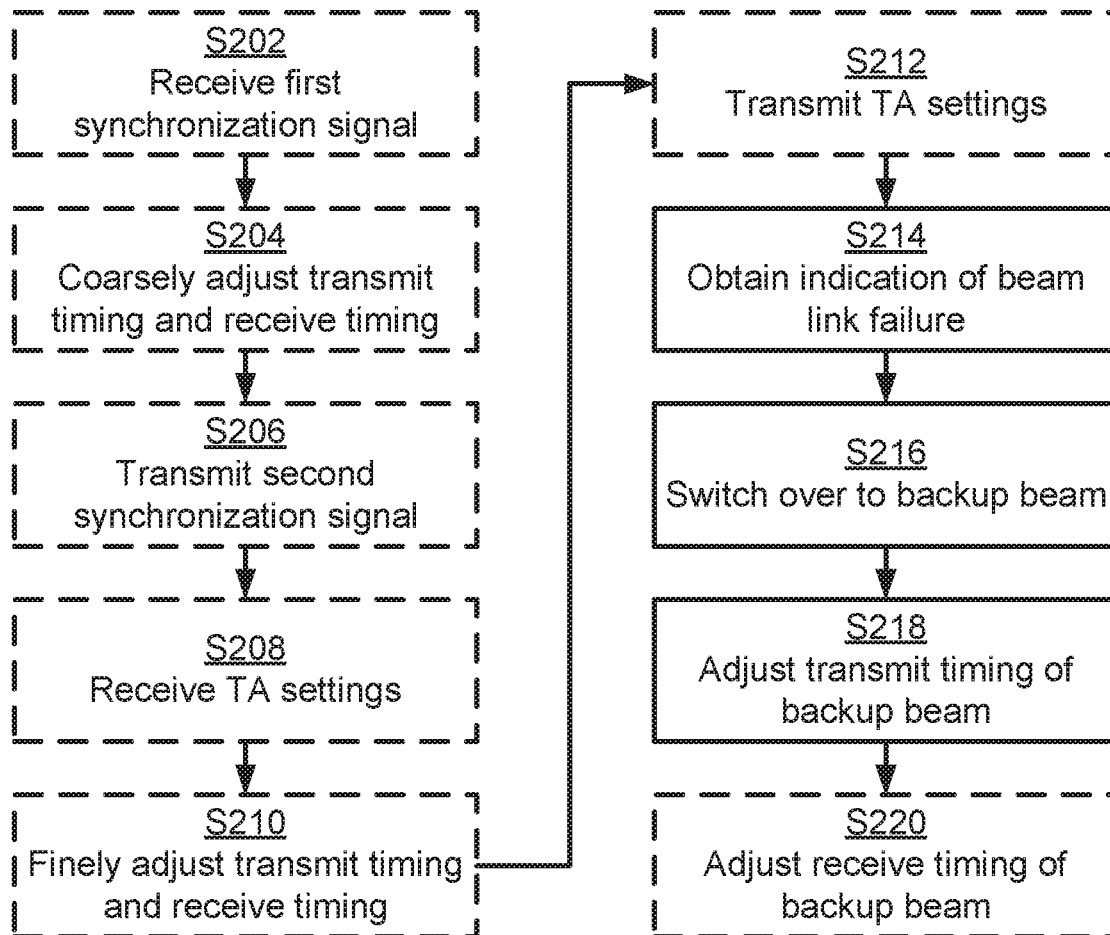 S202
Receive first
synchronization signal
S204
Coarsely adjust transmit
timing and receive timing
S206
Transmit second
synchronization signal
S208
Receive TA settings
S210
Finely adjust transmit timing
and receive timing
S212
Transmit TA settings
S214
Obtain indication of beam
link failure
S216
Switch over to backup beam
S218
Adjust transmit timing of
backup beam
S220
Adjust receive timing of
backup beam